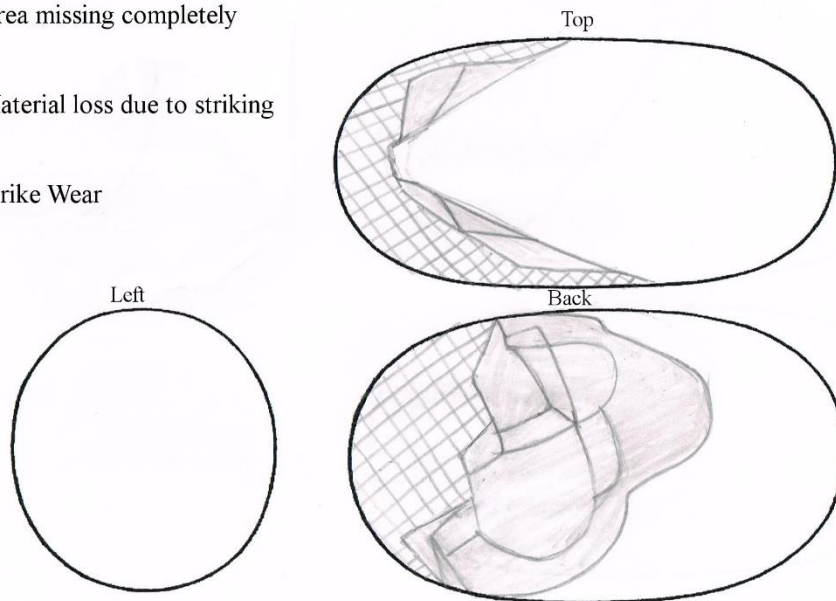 rea missing completely
Top
aterial loss due to striking
rike Wear
Left
Back